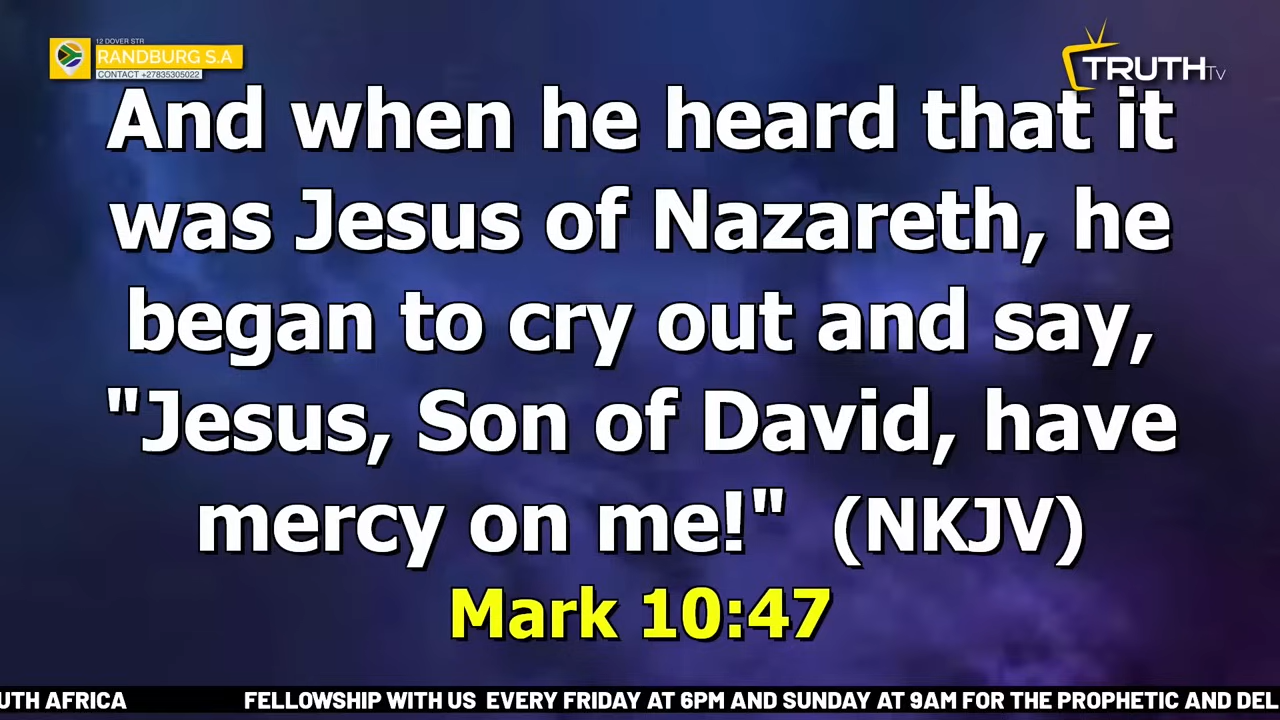 12 DOVER STR
RANDBURG S.A
CONTACT +27835305022
TRUTH TV
And when he heard that it
was Jesus of Nazareth, he
began to cry out and say,
"Jesus, Son of David, have
mercy on me!" (NKJV)
Mark 10:47
UTH AFRICA FELLOWSHIP WITH US EVERY FRIDAY AT 6PM AND SUNDAY AT 9AM FOR THE PROPHETIC AND DEL